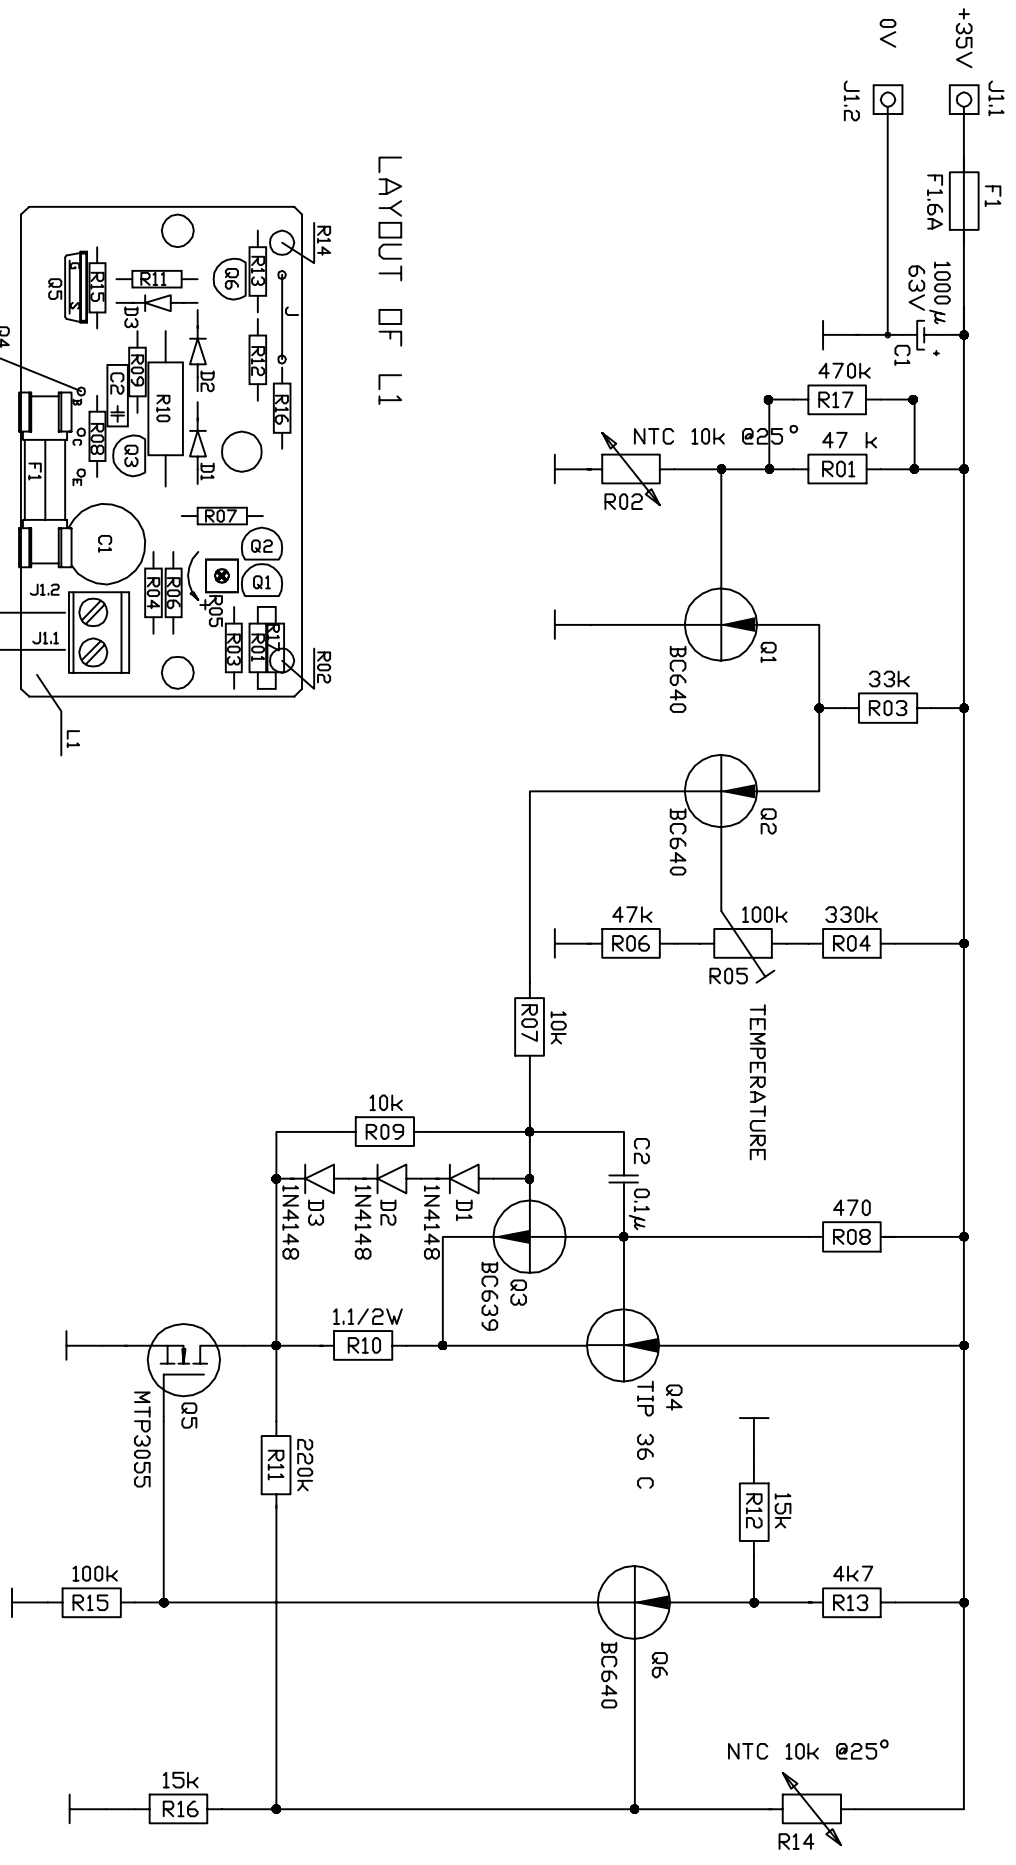 +35V
0V
J1.1
J1.2
F1
F1.6A
1000µ
63V
+
C1
470k
R17
47 k
R01
NTC 10k @25°
R02
Q1
BC640
33k
R03
Q2
BC640
330k
R04
100k
R05
47k
R06
TEMPERATURE
10k
R07
10k
R09
C2
0.1µ
D1
1N4148
D2
1N4148
D3
1N4148
Q3
BC639
470
R08
1.1/2W
R10
Q4
TIP 36 C
Q5
MTP3055
220k
R11
15k
R12
4k7
R13
100k
R15
Q6
BC640
NTC 10k @25°
R14
15k
R16
LAYOUT OF L1
R14
R13
Q6
J
R11
R15
G
S
Q5
D3
D2
R12
R16
R09
C2
R10
D1
Q4
B
C
E
R08
Q3
F1
R07
Q2
Q1
C1
R04
R06
R05
+
R03
R01
R17
R02
J1.2
J1.1
L1